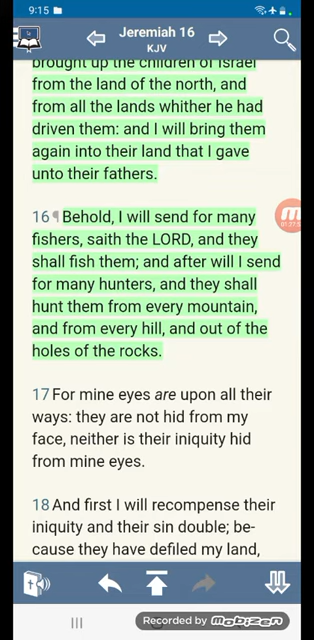 9:15
Jeremiah 16
KJV
brought up the children of Israel
from the land of the north, and
from all the lands whither he had
driven them: and I will bring them
again into their land that I gave
unto their fathers.
16 ¶ Behold, I will send for many
fishers, saith the LORD, and they
shall fish them; and after will I send
for many hunters, and they shall
hunt them from every mountain,
and from every hill, and out of the
holes of the rocks.
17 For mine eyes are upon all their
ways: they are not hid from my
face, neither is their iniquity hid
from mine eyes.
18 And first I will recompense their
iniquity and their sin double; be-
cause they have defiled my land,
Recorded by mobizen